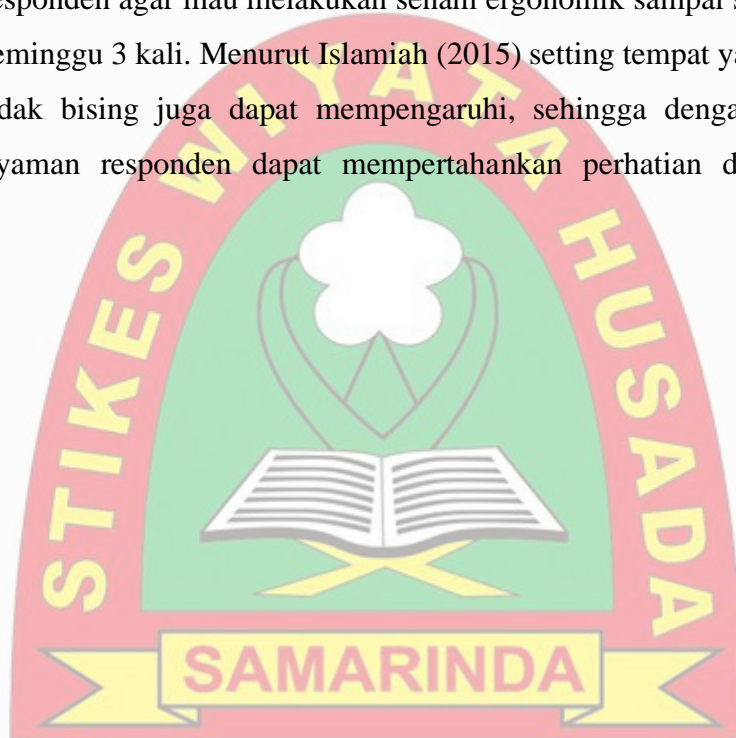 responden agar mau melakukan senam ergonomik sampai s
eminggu 3 kali. Menurut Islamiah (2015) setting tempat ya
dak bising juga dapat mempengaruhi, sehingga denga
yaman responden dapat mempertahankan perhatian d
STIKES WIYATA HUSADA
SAMARINDA